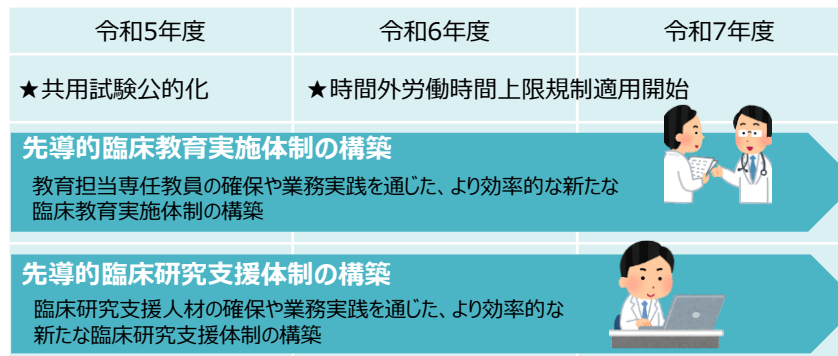 令和5年度 令和6年度 令和7年度
★共用試験公的化 ★時間外労働時間上限規制適用開始
先導的臨床教育実施体制の構築
教育担当専任教員の確保や業務実践を通じた、より効率的な新たな
臨床教育実施体制の構築
先導的臨床研究支援体制の構築
臨床研究支援人材の確保や業務実践を通じた、より効率的な
新たな臨床研究支援体制の構築